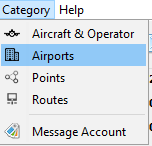 Category Help
Aircraft & Operator
Airports
Points
Routes
Message Account